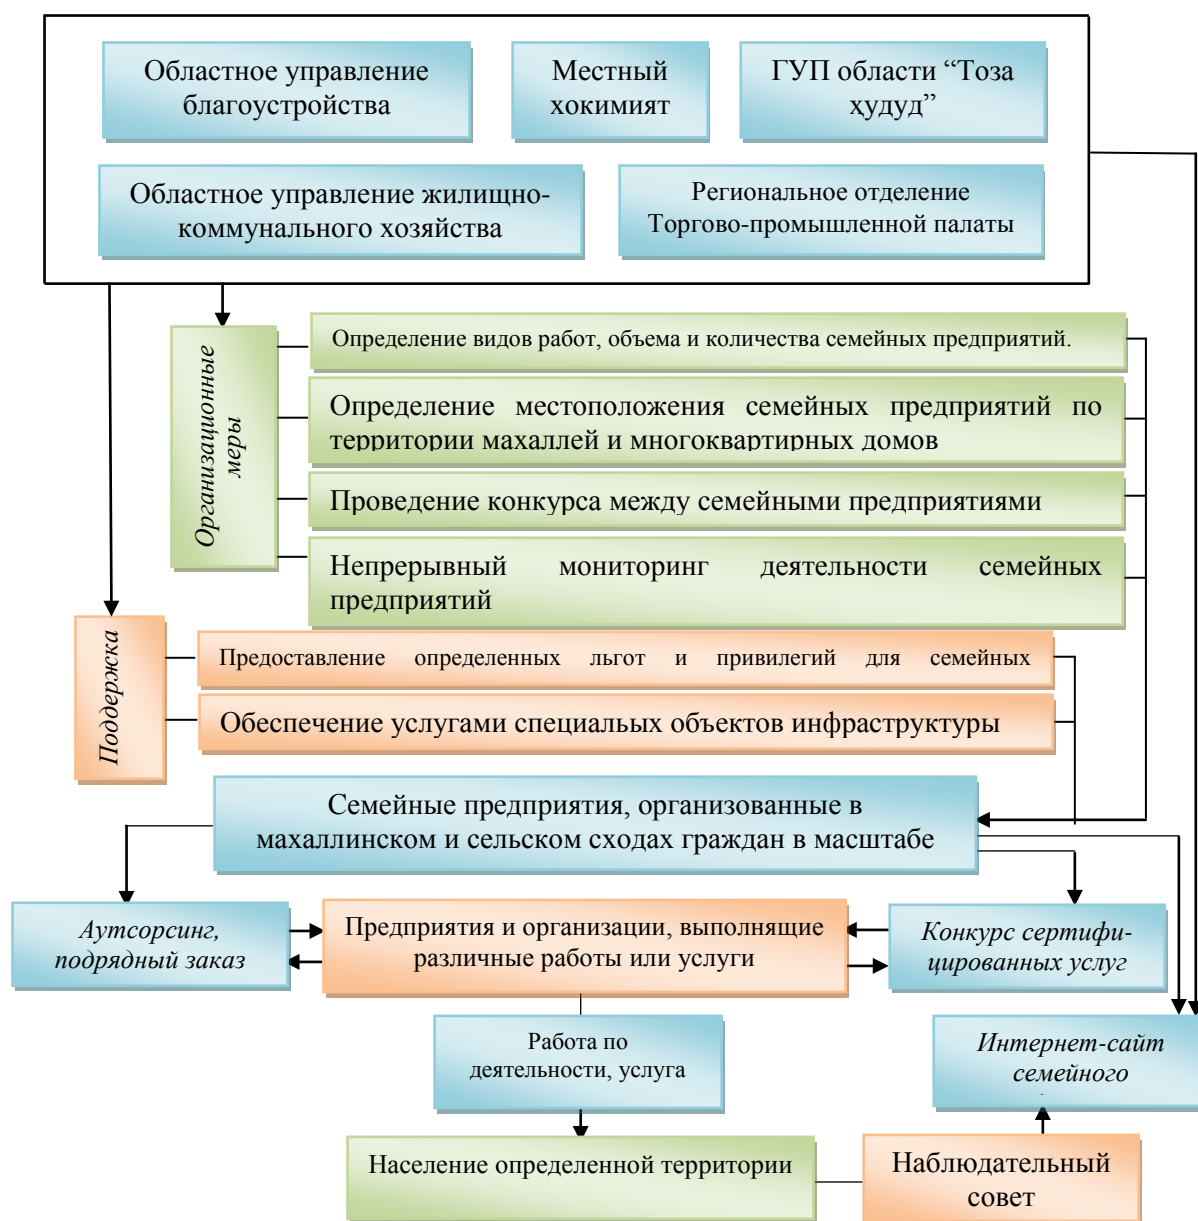 Областное управление
благоустройства
Местный
хокимият
ГУП области “Тоза
ҳудуд”
Областное управление жилищно-
коммунального хозяйства
Региональное отделение
Торгово-промышленной палаты
Организационные
меры
Определение видов работ, объема и количества семейных предприятий.
Определение местоположения семейных предприятий по
территории махаллей и многоквартирных домов
Проведение конкурса между семейными предприятиями
Непрерывный мониторинг деятельности семейных
предприятий
Поддержка
Предоставление определенных льгот и привилегий для семейных
Обеспечение услугами специалых объектов инфраструктуры
Семейные предприятия, организованные в
махаллинском и сельском сходах граждан в масштабе
Аутсорсинг,
подрядный заказ
Предприятия и организации, выполнящие
различные работы или услуги
Конкурс сертифи-
цированных услуг
Работа по
деятельности, услуга
Интернет-сайт
семейного
Население определенной территории
Наблюдательный
совет